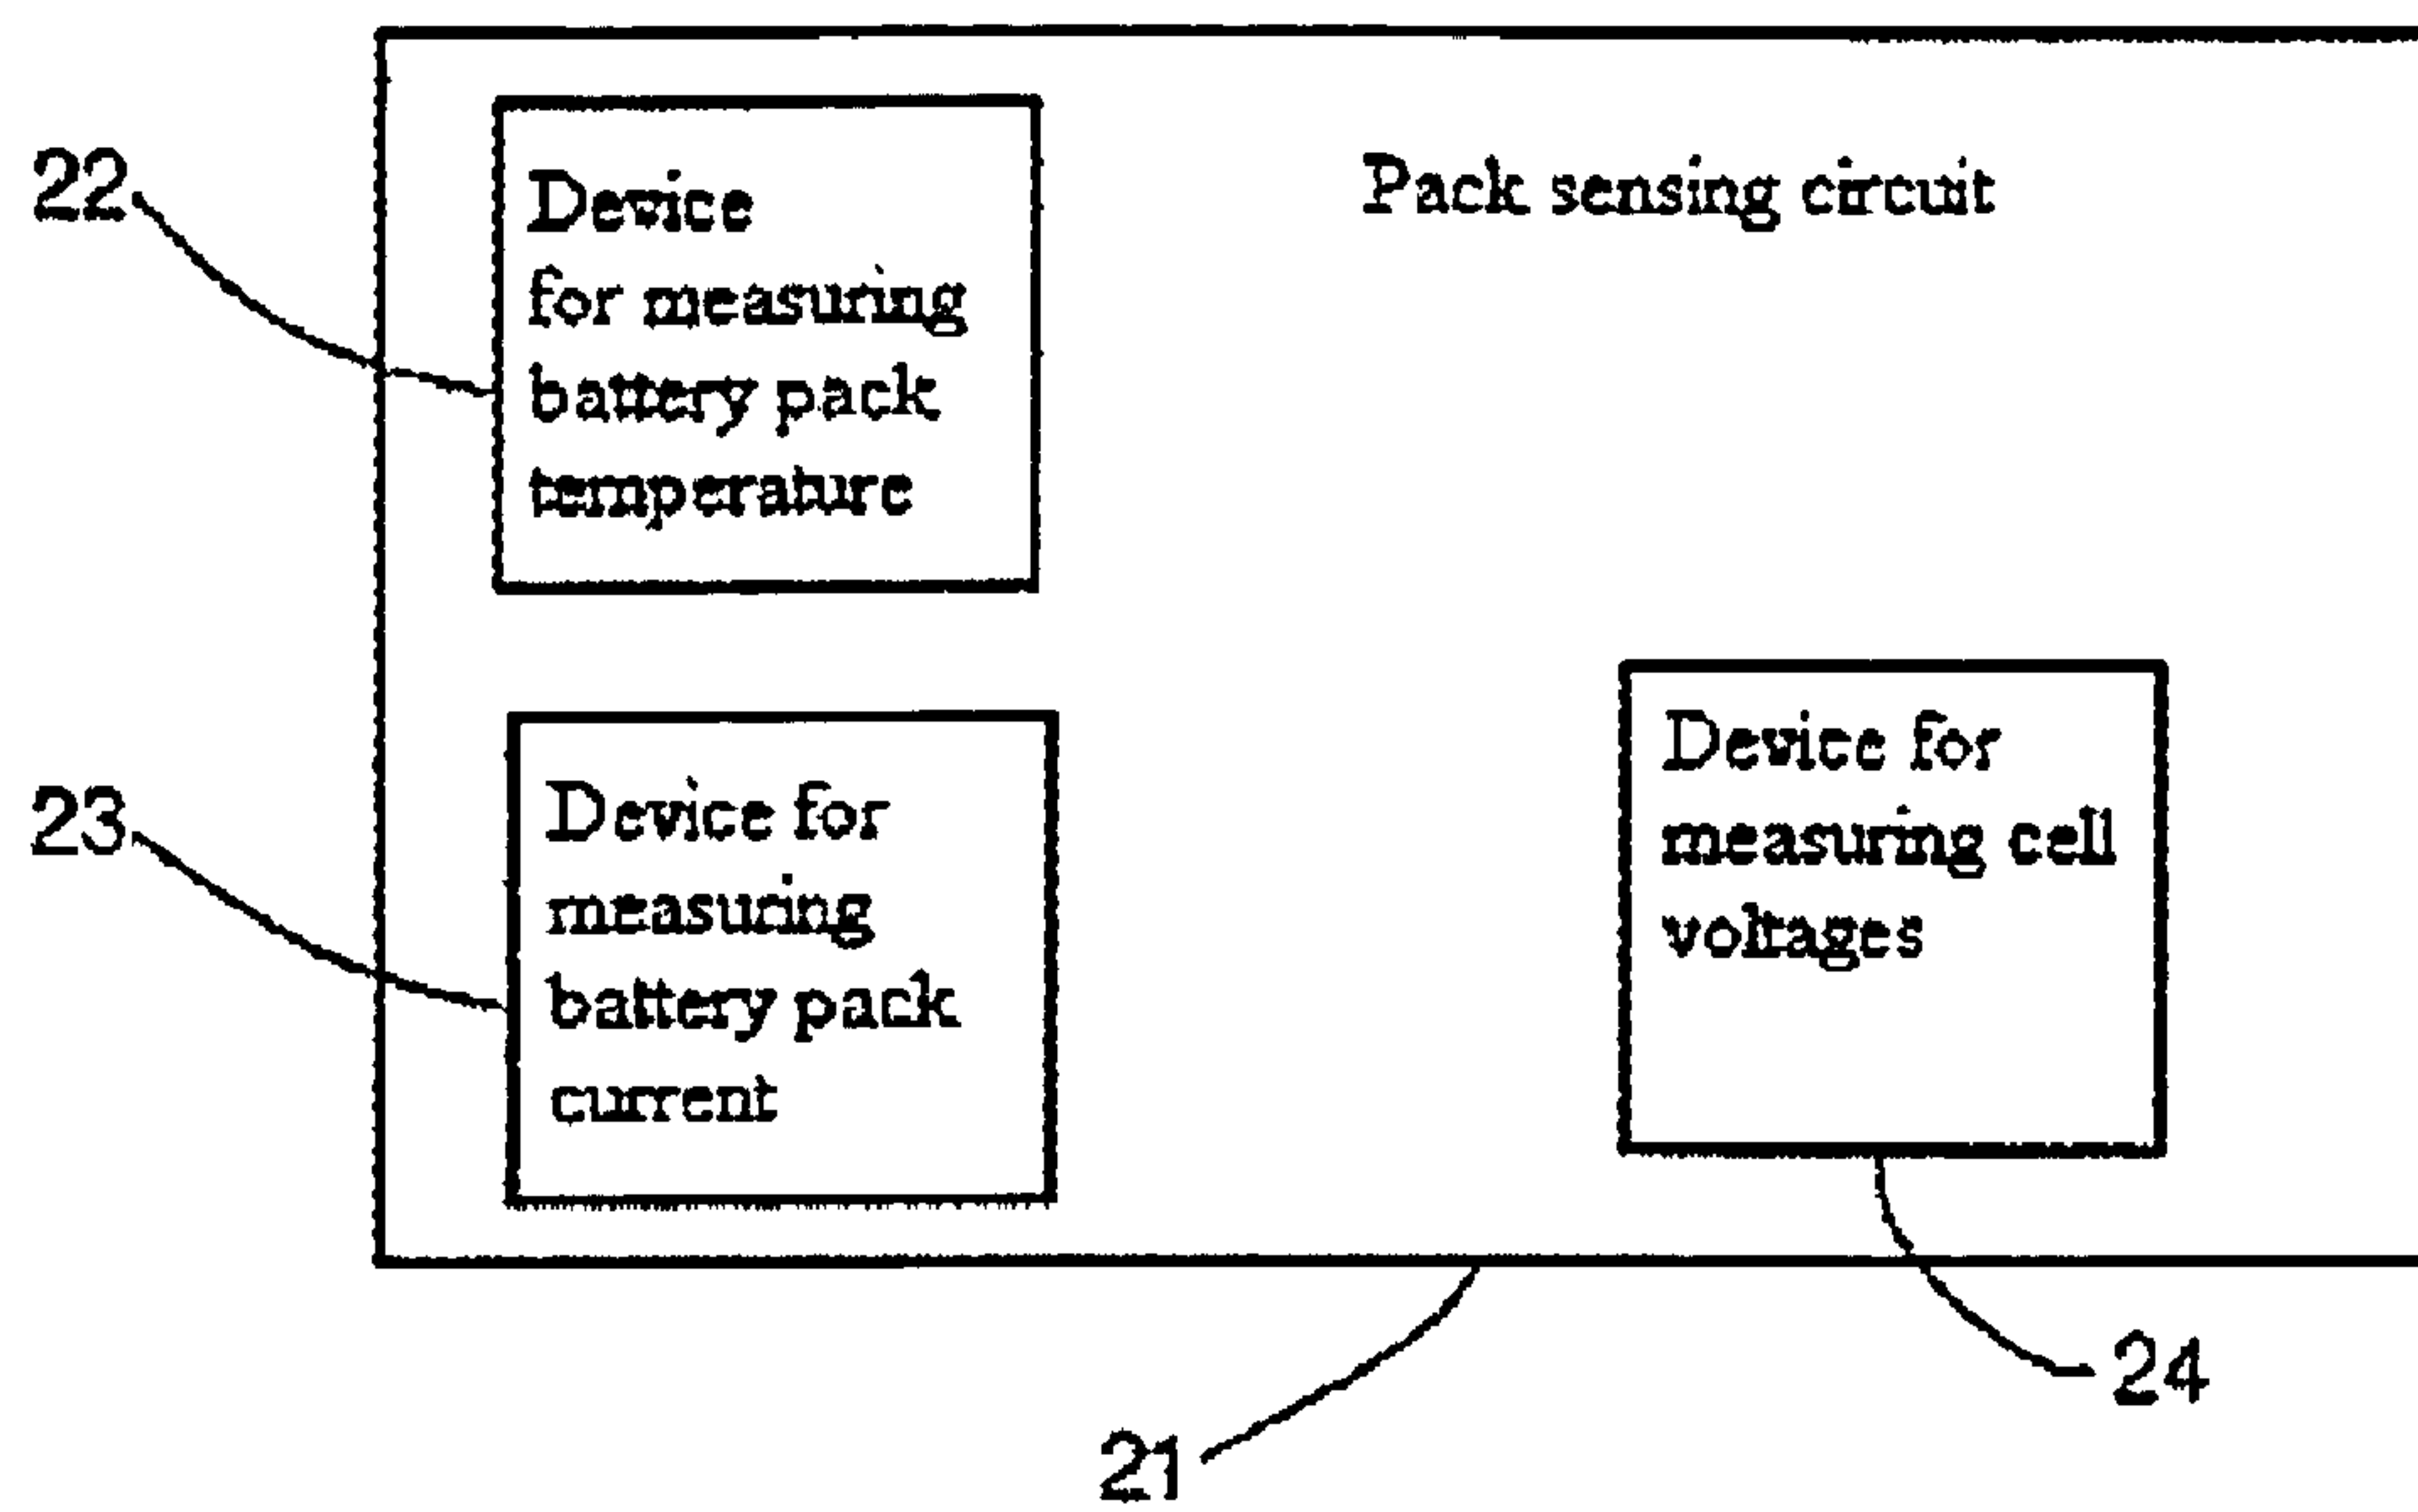 22
Device
for measuring
battery pack
temperature
Pack sensing circuit
23
Device for
measuring
battery pack
current
Device for
measuring cell
voltages
24
21